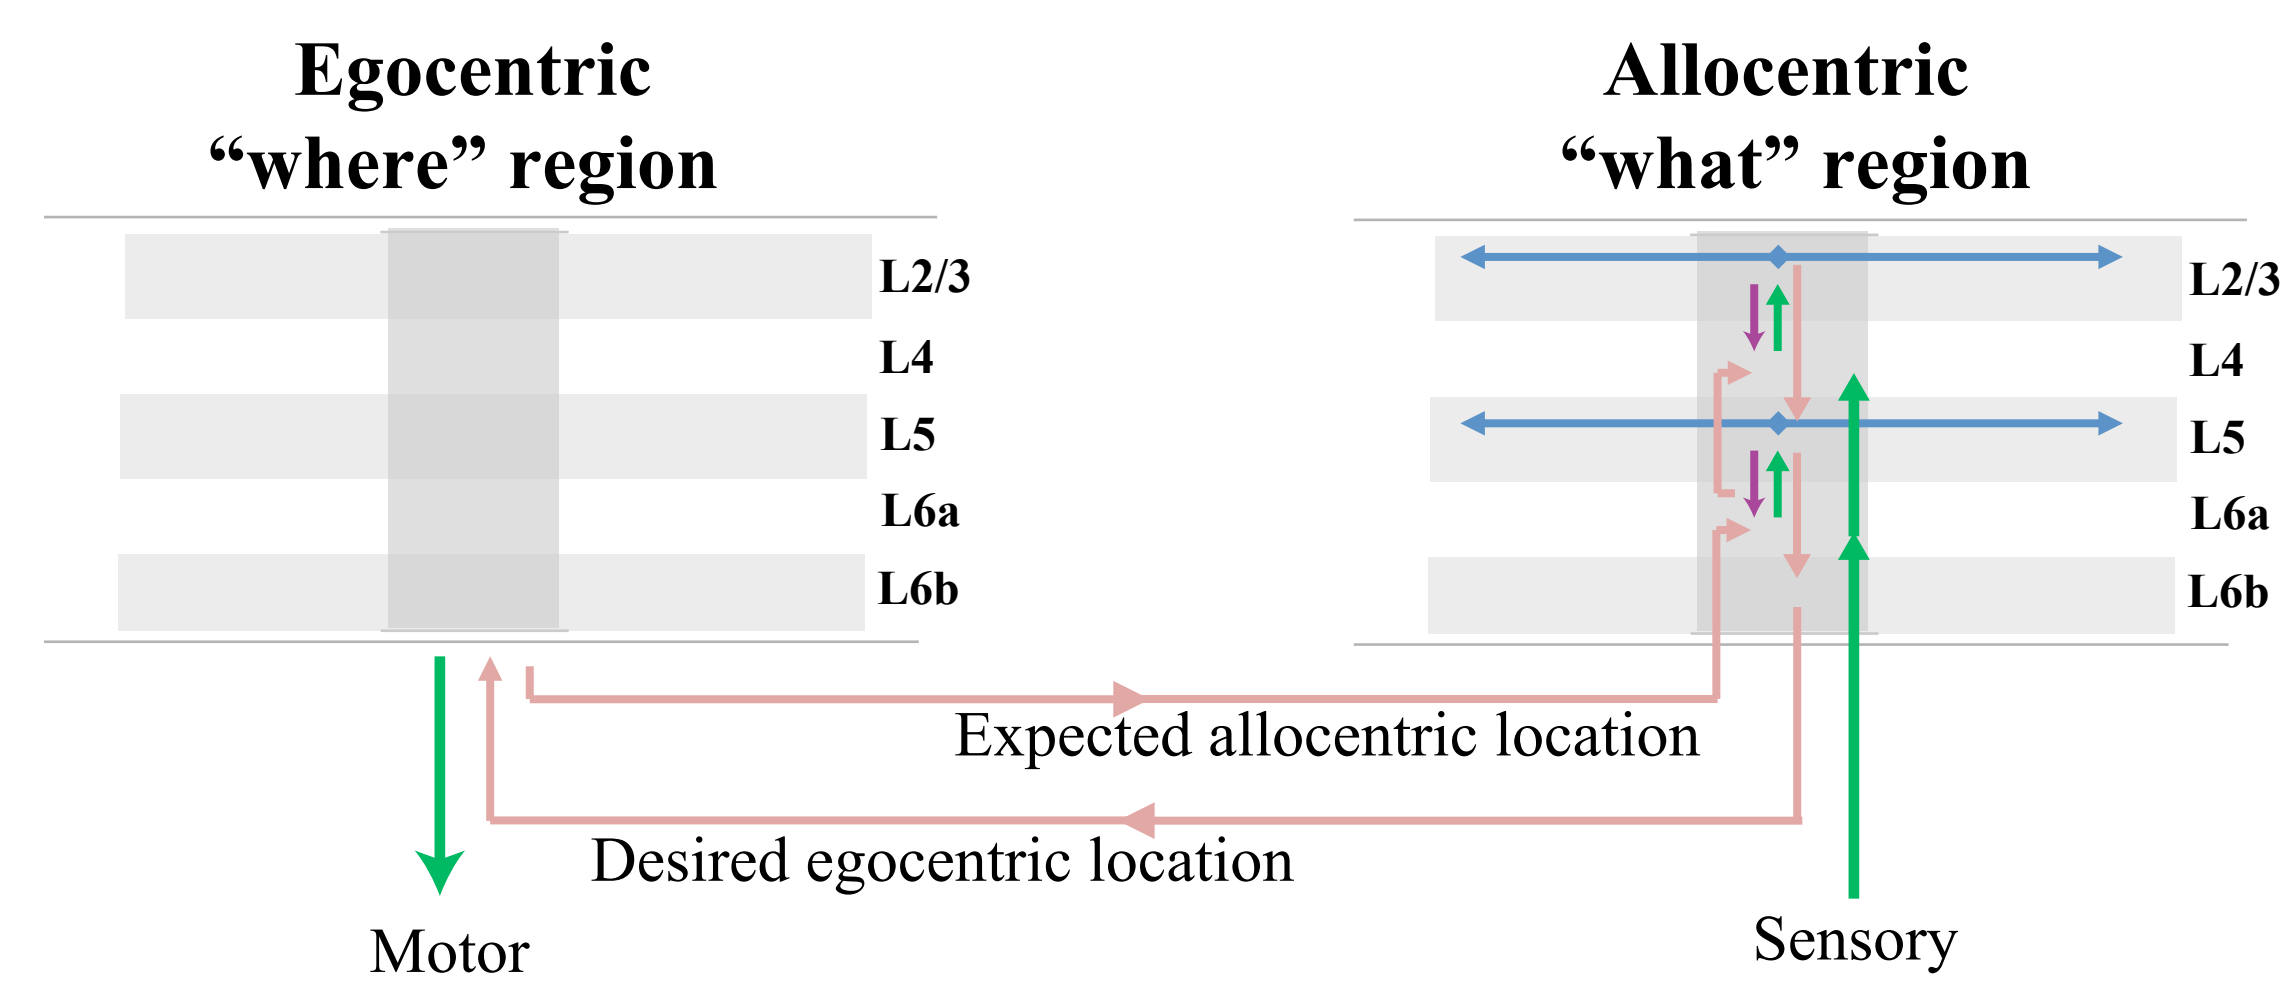 Egocentric
“where” region
L2/3
L4
L5
L6a
L6b
Allocentric
“what” region
L2/3
L4
L5
L6a
L6b
Expected allocentric location
Desired egocentric location
Motor
Sensory